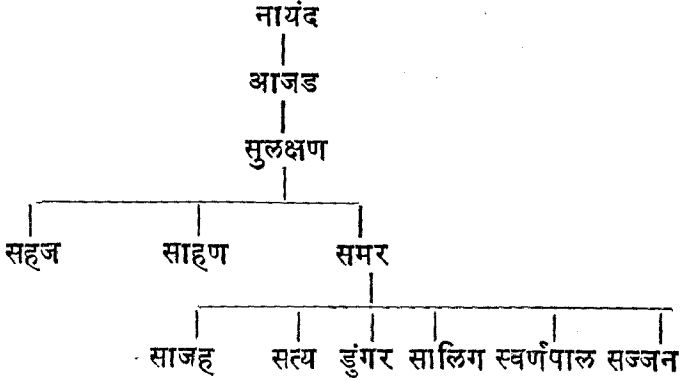 नायंद
आजड
सुलक्षण
सहज साहण समर
साजह सत्य डुंगर सालिग स्वर्णपाल सज्जन